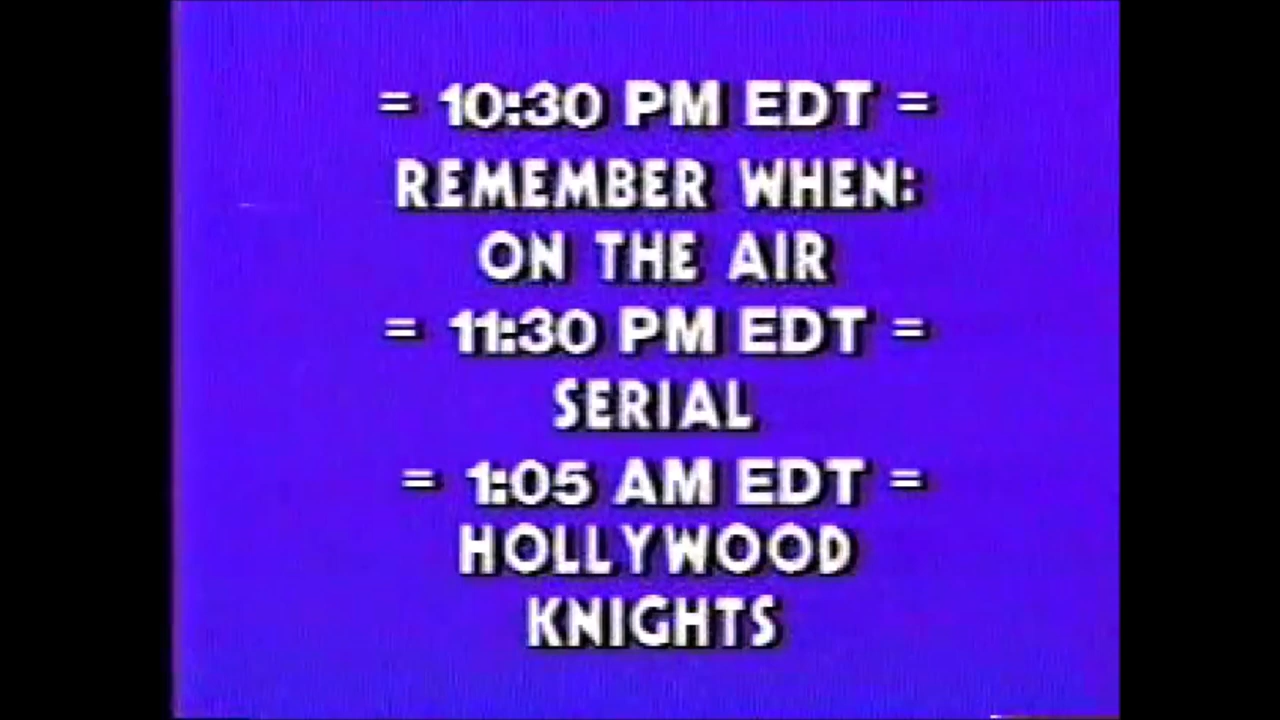 = 10:30 PM EDT =
REMEMBER WHEN:
ON THE AIR
= 11:30 PM EDT =
SERIAL
= 1:05 AM EDT =
HOLLYWOOD
KNIGHTS